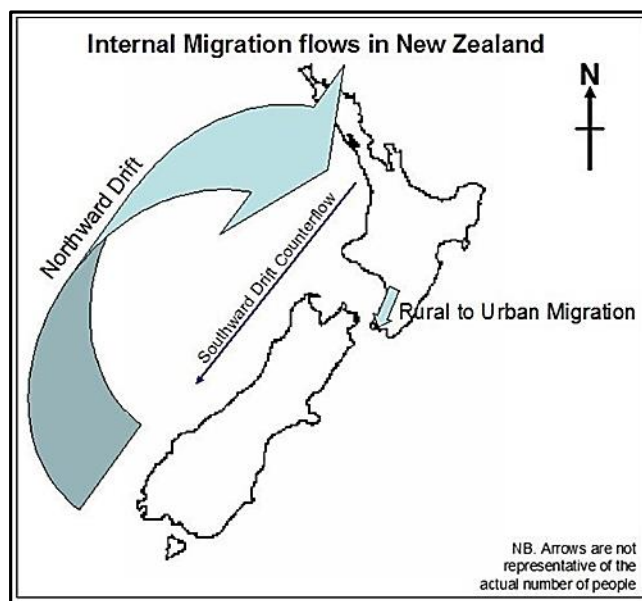 Internal Migration flows in New Zealand
N
Northward Drift
Southward Drift Counterflow
Rural to Urban Migration
NB. Arrows are not
representative of the
actual number of people